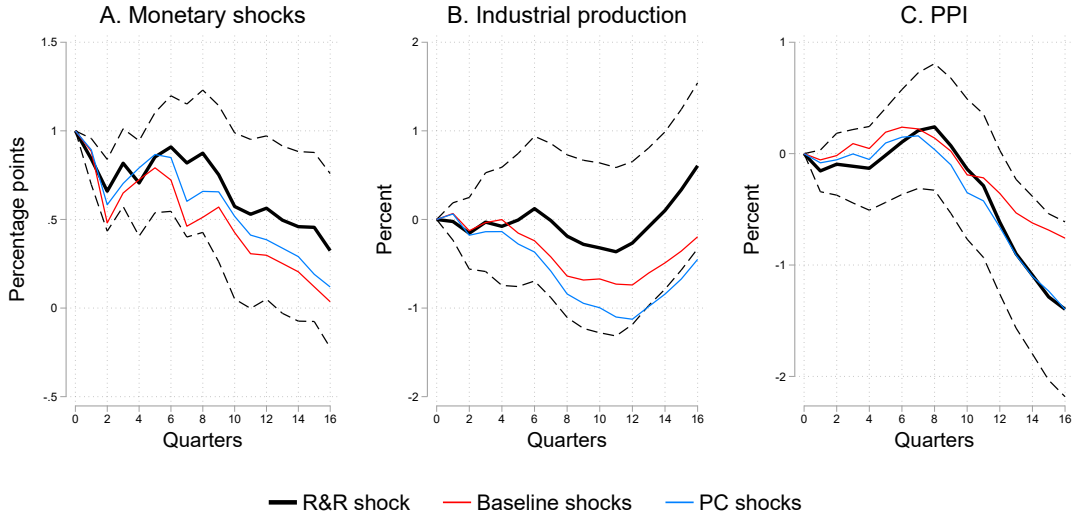 A. Monetary shocks
B. Industrial production
C. PPI
Percentage points
1.5
1
.5
0
-.5
0 2 4 6 8 10 12 14 16
Quarters
Percent
2
1
0
-1
-2
0 2 4 6 8 10 12 14 16
Quarters
Percent
1
0
-1
-2
0 2 4 6 8 10 12 14 16
Quarters
R&R shock Baseline shocks PC shocks